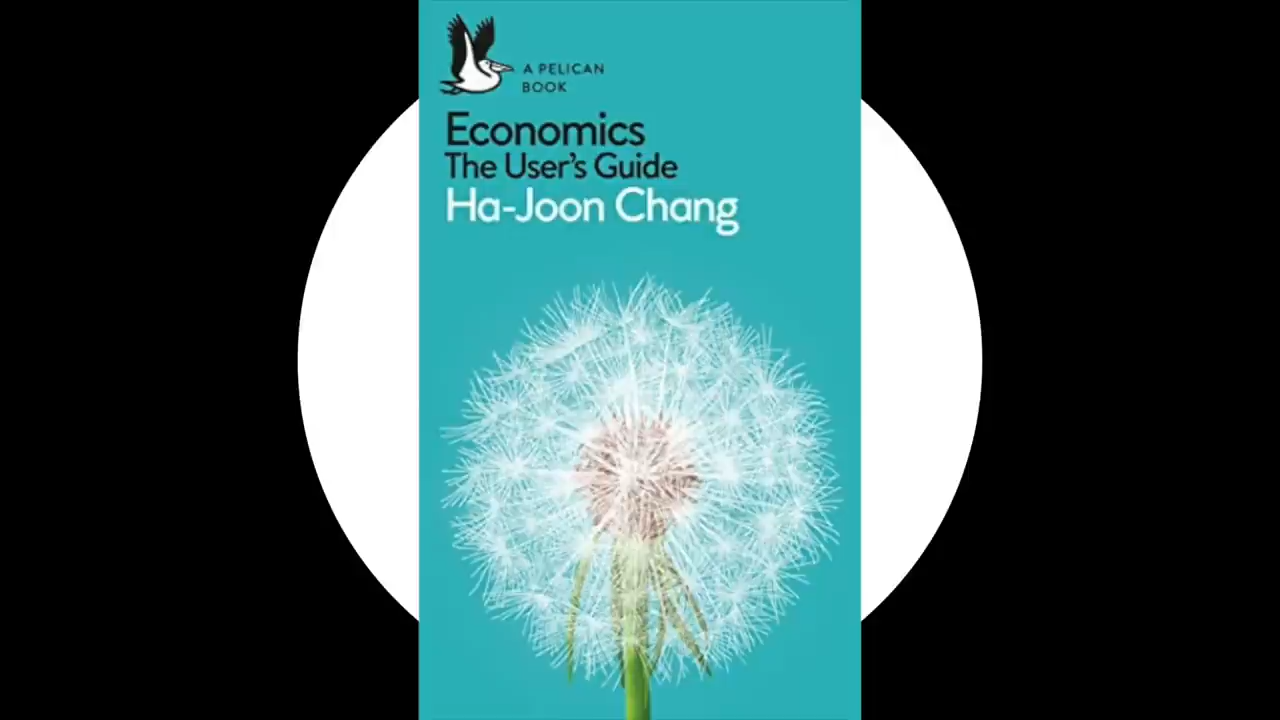 A PELICAN
BOOK
Economics
The User's Guide
Ha-Joon Chang